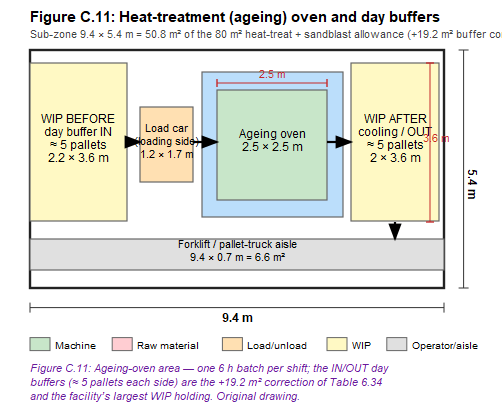 Figure C.11: Heat-treatment (ageing) oven and day buffers
Sub-zone 9.4 × 5.4 m = 50.8 m² of the 80 m² heat-treat + sandblast allowance (+19.2 m² buffer co
2.5 m
WIP BEFORE
day buffer IN
≈ 5 pallets
2.2 × 3.6 m
Load car
(loading side)
1.2 × 1.7 m
Ageing oven
2.5 × 2.5 m
WIP AFTER
cooling / OUT
≈ 5 pallets
2 × 3.6 m
3.6 m
5.4 m
Forklift / pallet-truck aisle
9.4 × 0.7 m = 6.6 m²
9.4 m
Machine
Raw material
Load/unload
WIP
Operator/aisle
Figure C.11: Ageing-oven area — one 6 h batch per shift; the IN/OUT day
buffers (≈ 5 pallets each side) are the +19.2 m² correction of Table 6.34
and the facility's largest WIP holding. Original drawing.